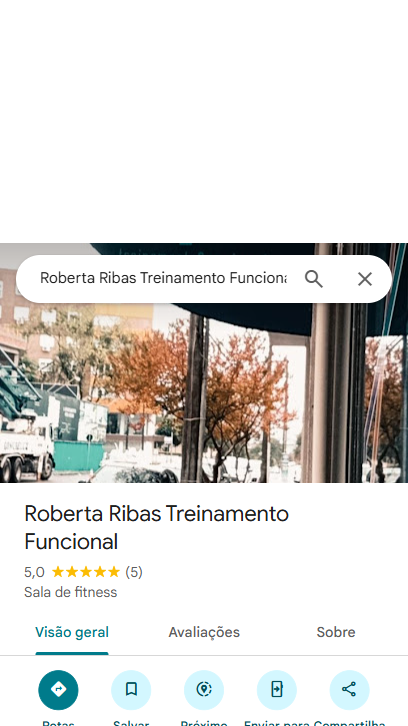 Roberta Ribas Treinamento Funciona
Roberta Ribas Treinamento
Funcional
5,0 ★★★★★ (5)
Sala de fitness
Visão geral
Avaliações
Sobre
Rotas
Salvar
Próximo
Enviar para
Compartilhar